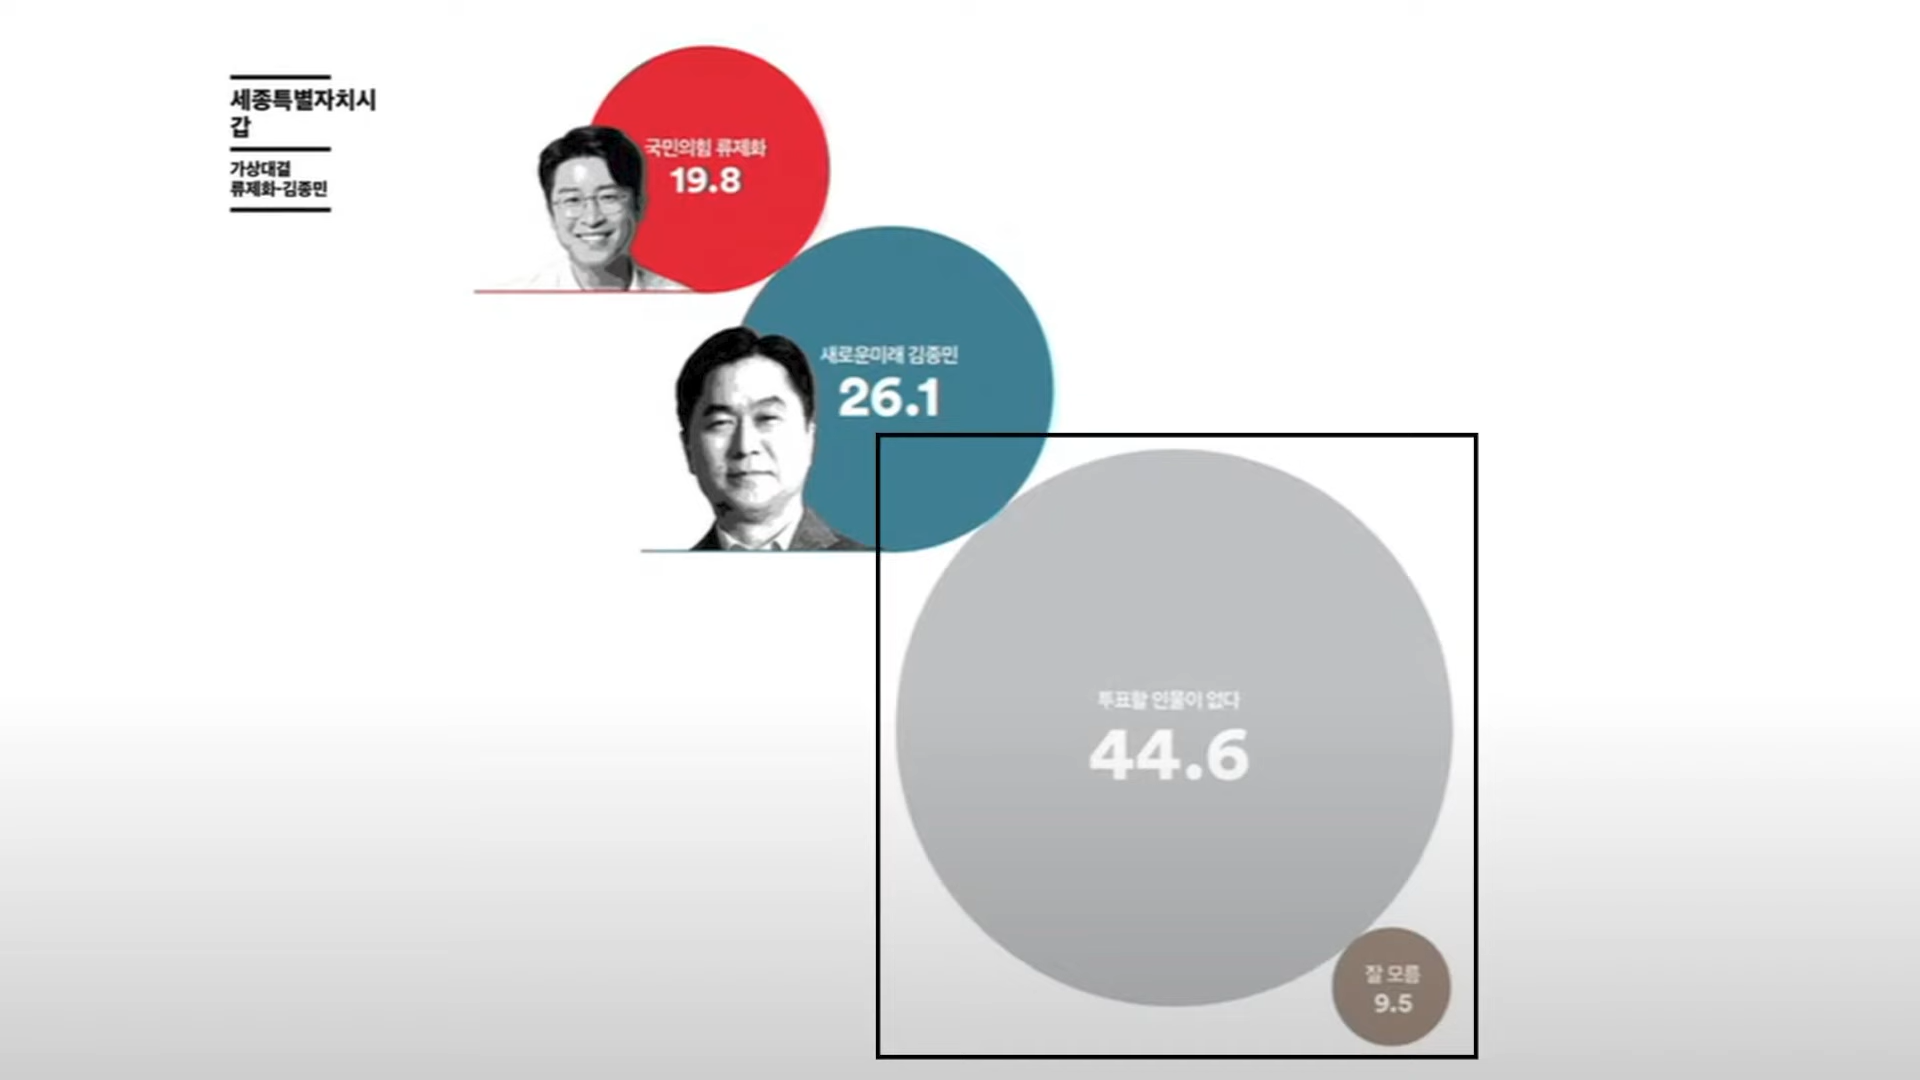 세종특별자치시
갑
가상대결
류제화-김종민
국민의힘 류제화
19.8
새로운미래 김종민
26.1
투표할 인물이 없다
44.6
잘 모름
9.5